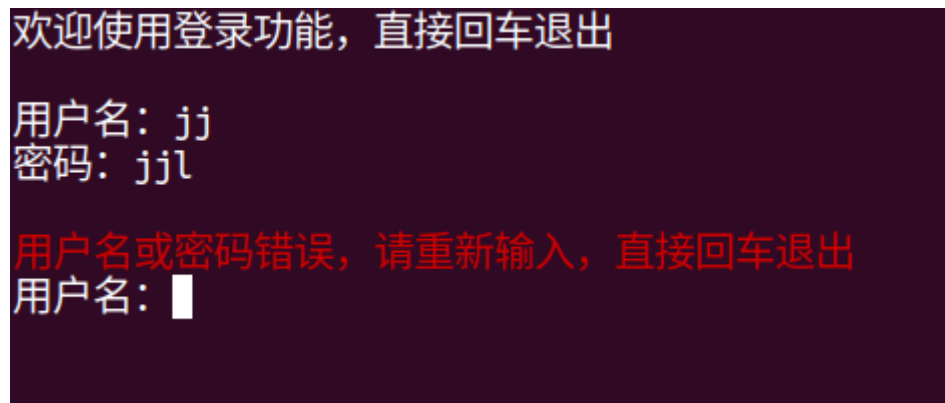 欢迎使用登录功能，直接回车退出
用户名：jj
密码：jjl
用户名或密码错误，请重新输入，直接回车退出
用户名：